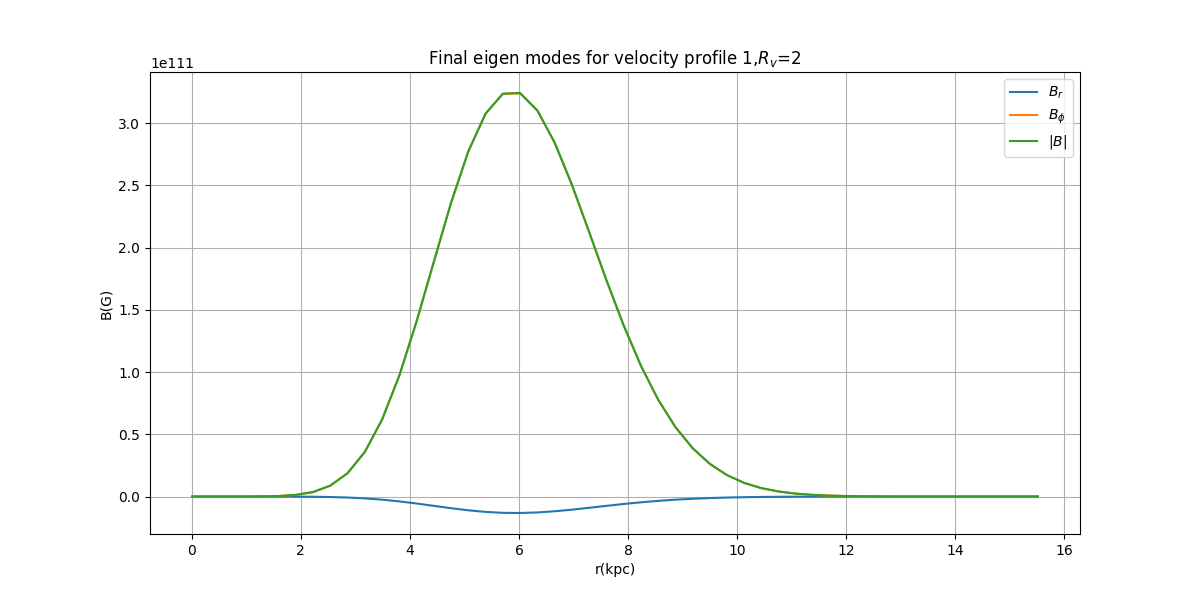 Final eigen modes for velocity profile 1,$R_v$=2
1e111
3.0
2.5
2.0
1.5
1.0
0.5
0.0
B(G)
0 2 4 6 8 10 12 14 16
r(kpc)
$B_r$
$B_\phi$
|B|